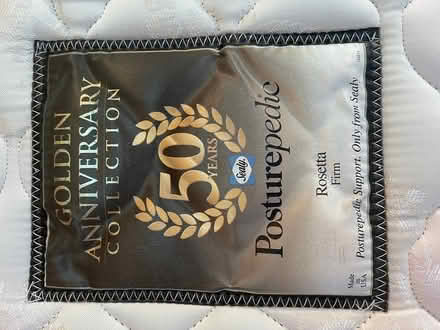 GOLDEN
ANNIVERSARY
COLLECTION
50
YEARS
Sealy
Posturepedic
Rosetta
Firm
Posturepedic Support. Only from Sealy
Made
in
USA